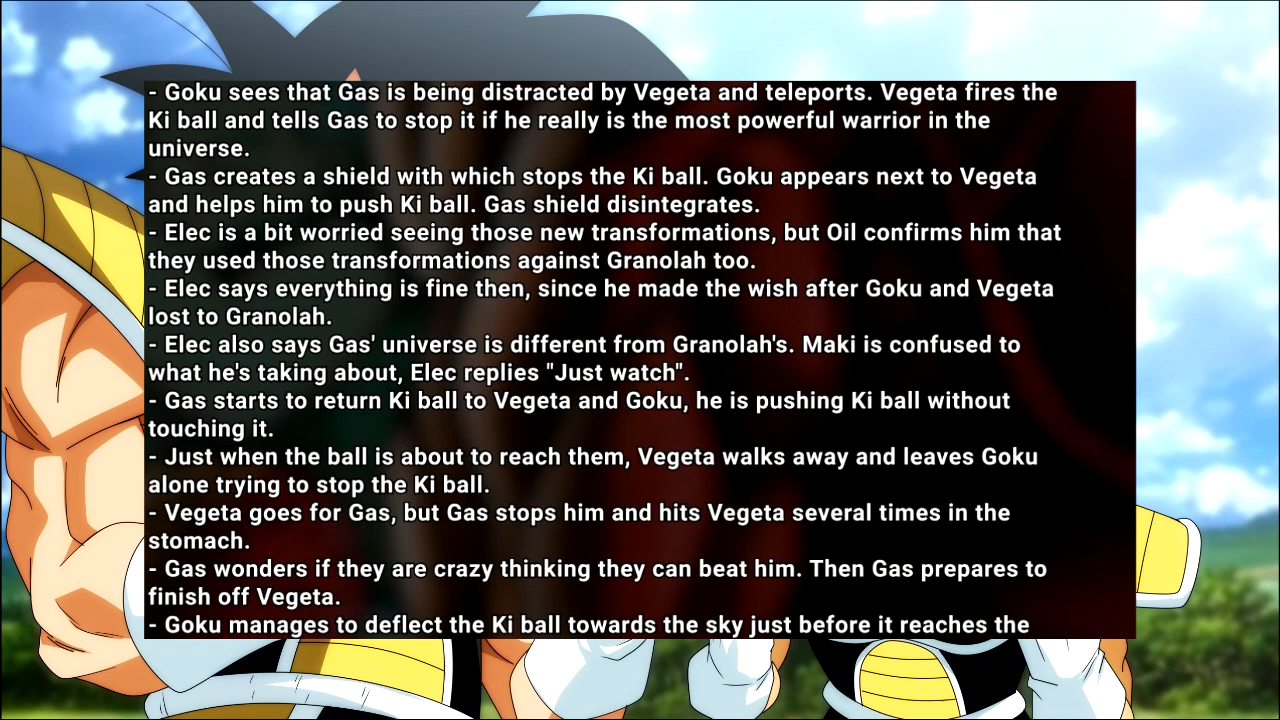 - Goku sees that Gas is being distracted by Vegeta and teleports. Vegeta fires the
Ki ball and tells Gas to stop it if he really is the most powerful warrior in the
universe.
- Gas creates a shield with which stops the Ki ball. Goku appears next to Vegeta
and helps him to push Ki ball. Gas shield disintegrates.
- Elec is a bit worried seeing those new transformations, but Oil confirms him that
they used those transformations against Granolah too.
- Elec says everything is fine then, since he made the wish after Goku and Vegeta
lost to Granolah.
- Elec also says Gas' universe is different from Granolah's. Maki is confused to
what he's taking about, Elec replies "Just watch".
- Gas starts to return Ki ball to Vegeta and Goku, he is pushing Ki ball without
touching it.
- Just when the ball is about to reach them, Vegeta walks away and leaves Goku
alone trying to stop the Ki ball.
- Vegeta goes for Gas, but Gas stops him and hits Vegeta several times in the
stomach.
- Gas wonders if they are crazy thinking they can beat him. Then Gas prepares to
finish off Vegeta.
- Goku manages to deflect the Ki ball towards the sky just before it reaches the